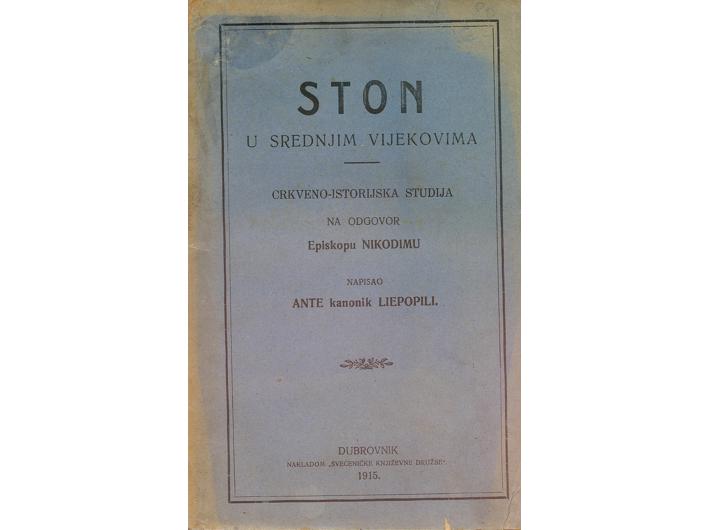 STON
U SREDNJIM VIJEKOVIMA
CRKVENO-ISTORIJSKA STUDIJA
NA ODGOVOR
Episkopu NIKODIMU
NAPISAO
ANTE kanonik LIEPOPILI.
DUBROVNIK
NAKLADOM „SVEĆENIČKE KNJIŽEVNE DRUŽBE“.
1915.